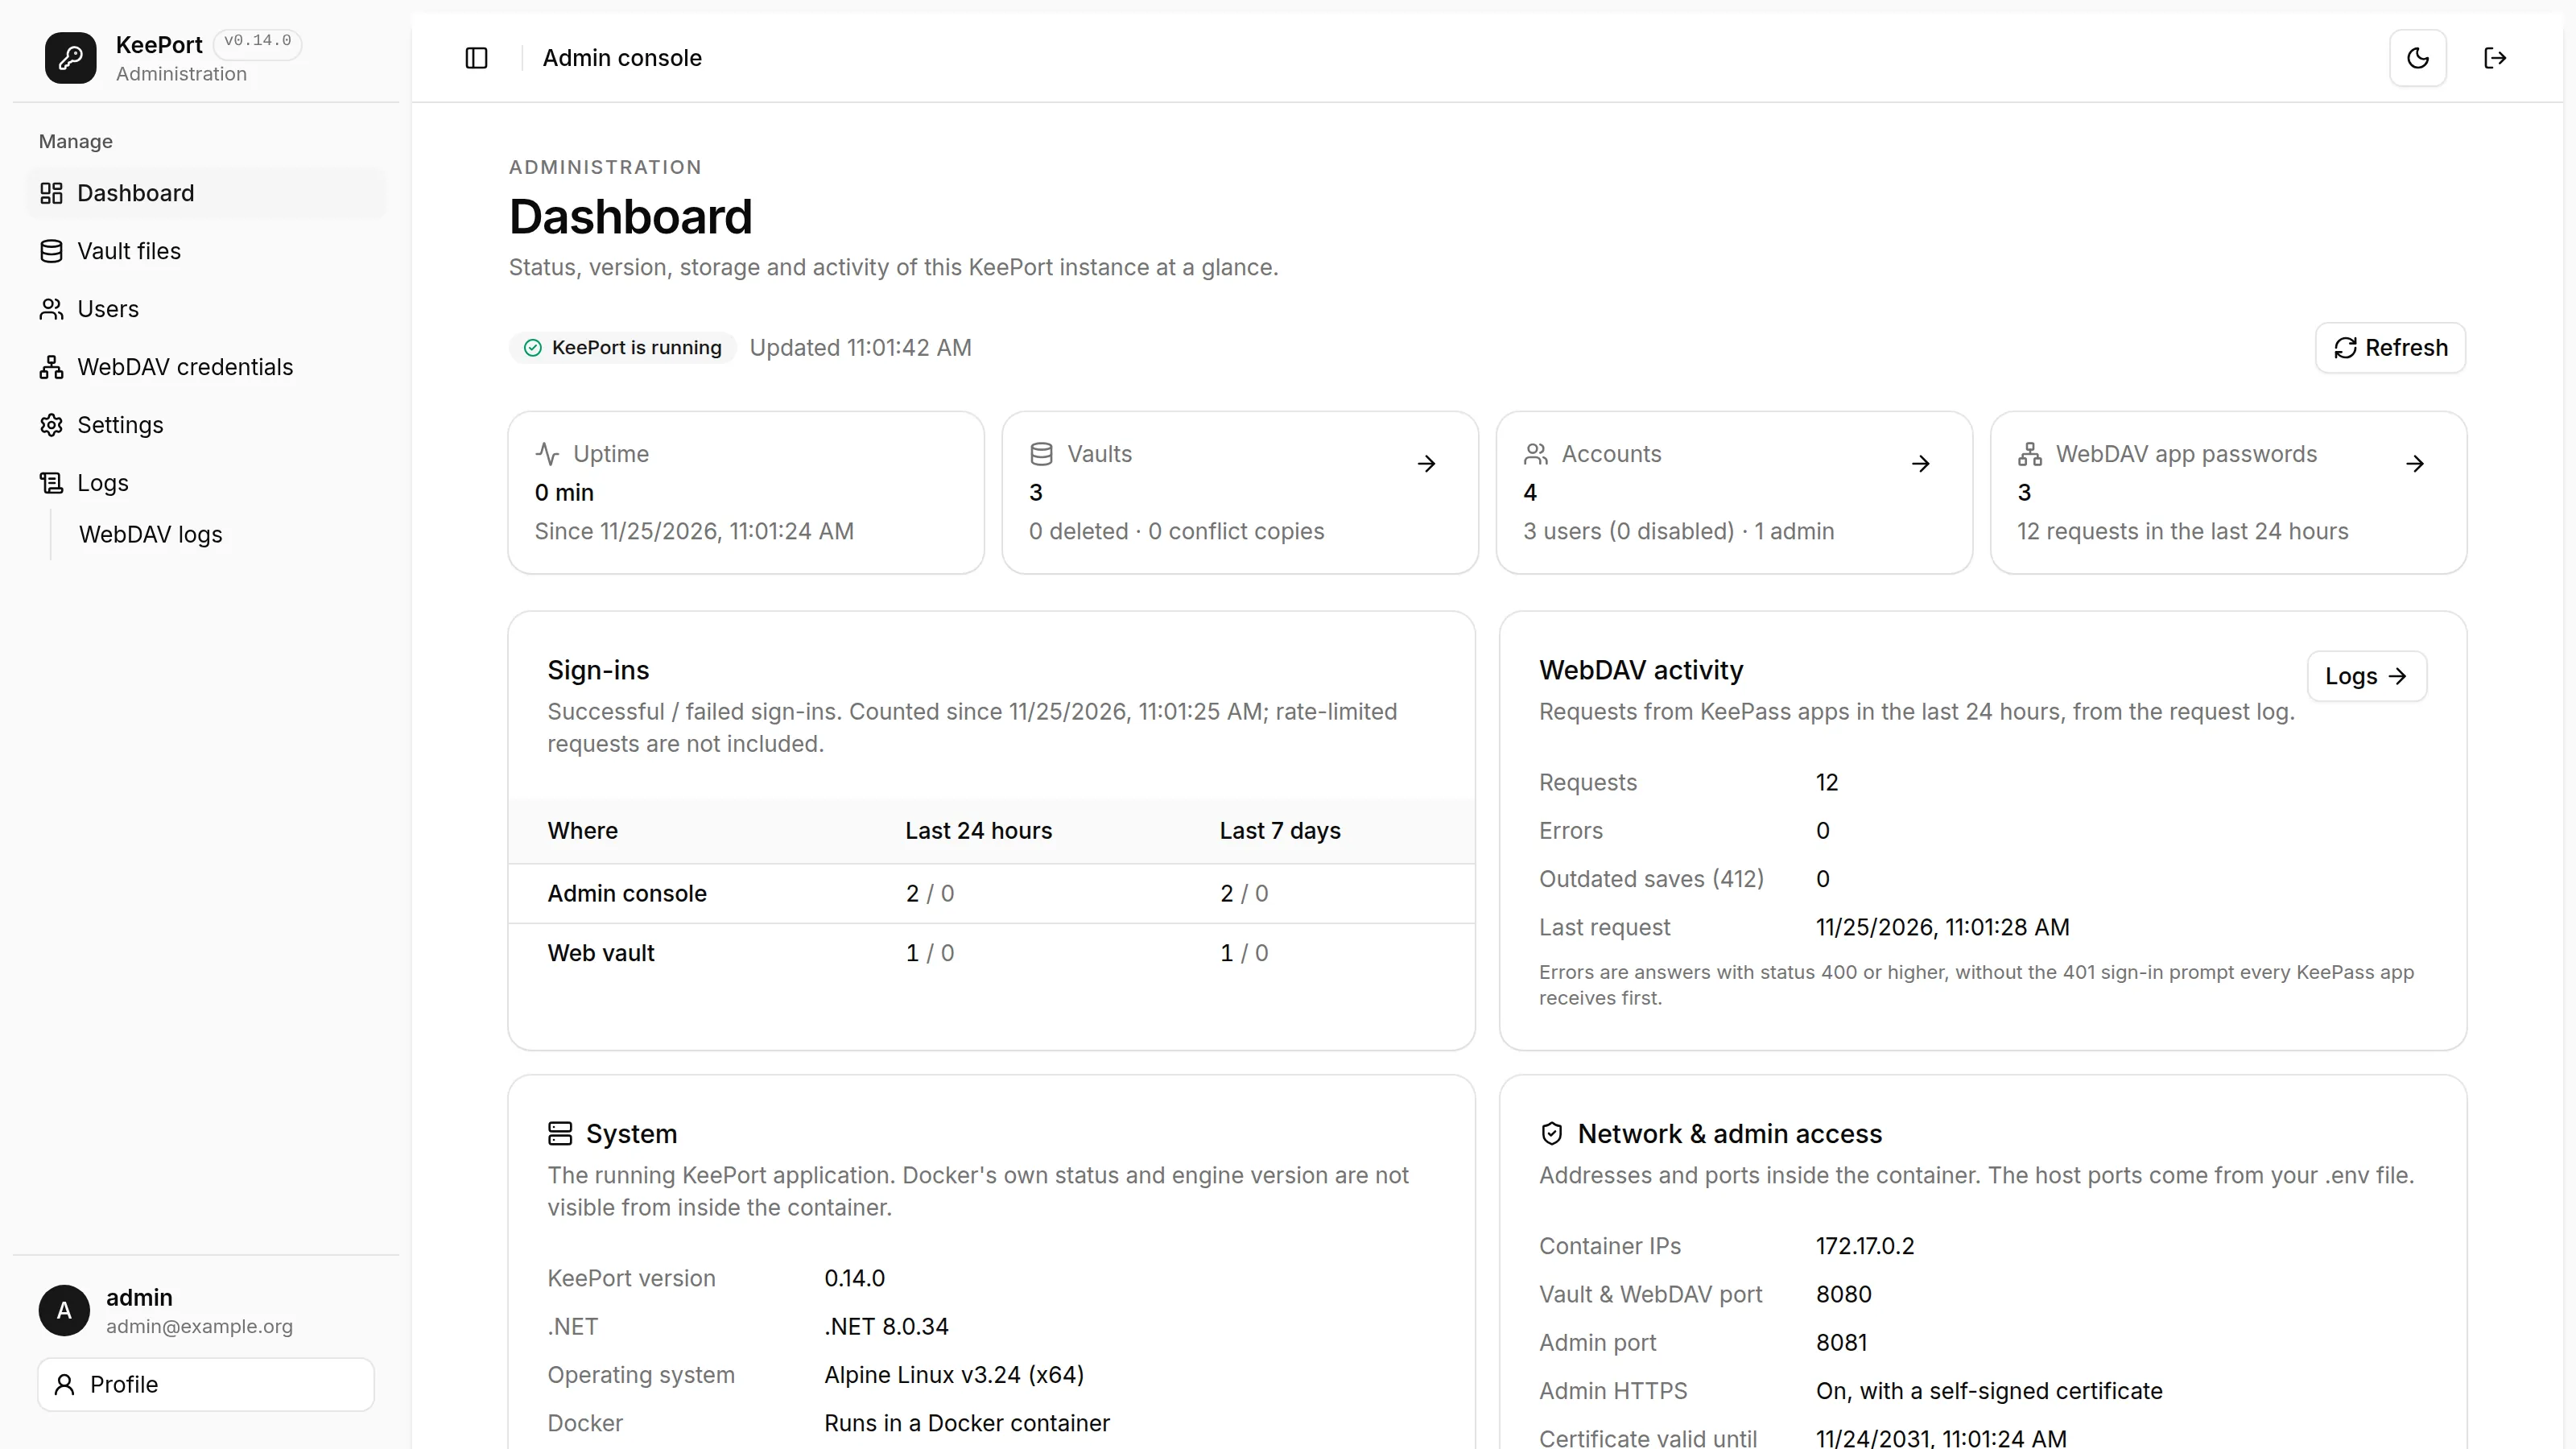 KeePort v0.14.0
Administration
Manage
Dashboard
Vault files
Users
WebDAV credentials
Settings
Logs
WebDAV logs
A
admin
admin@example.org
Profile
Admin console
ADMINISTRATION
Dashboard
Status, version, storage and activity of this KeePort instance at a glance.
KeePort is running Updated 11:01:42 AM
Refresh
Uptime
0 min
Since 11/25/2026, 11:01:24 AM
Vaults
3
0 deleted · 0 conflict copies
Accounts
4
3 users (0 disabled) · 1 admin
WebDAV app passwords
3
12 requests in the last 24 hours
Sign-ins
Successful / failed sign-ins. Counted since 11/25/2026, 11:01:25 AM; rate-limited
requests are not included.
Where Last 24 hours Last 7 days
Admin console 2 / 0 2 / 0
Web vault 1 / 0 1 / 0
WebDAV activity
Logs
Requests from KeePass apps in the last 24 hours, from the request log.
Requests 12
Errors 0
Outdated saves (412) 0
Last request 11/25/2026, 11:01:28 AM
Errors are answers with status 400 or higher, without the 401 sign-in prompt every KeePass app
receives first.
System
The running KeePort application. Docker's own status and engine version are not
visible from inside the container.
KeePort version 0.14.0
.NET .NET 8.0.34
Operating system Alpine Linux v3.24 (x64)
Docker Runs in a Docker container
Network & admin access
Addresses and ports inside the container. The host ports come from your .env file.
Container IPs 172.17.0.2
Vault & WebDAV port 8080
Admin port 8081
Admin HTTPS On, with a self-signed certificate
Certificate valid until 11/24/2031, 11:01:24 AM